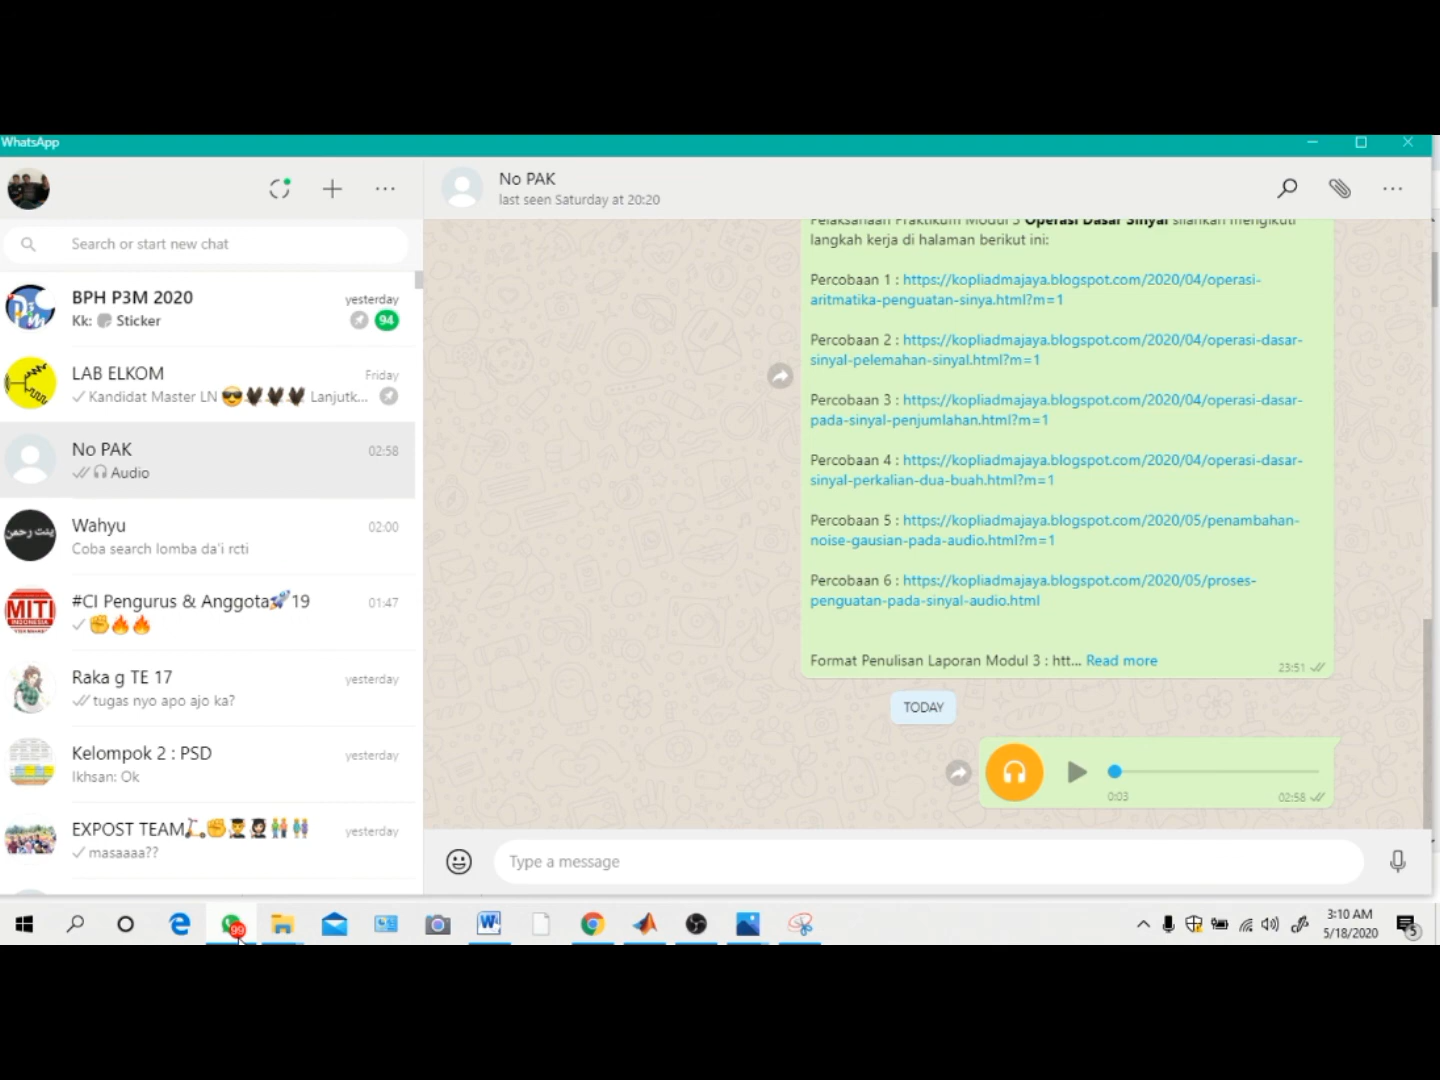 WhatsApp
Search or start new chat
BPH P3M 2020
yesterday
Kk: Sticker
94
LAB ELKOM
Friday
Kandidat Master LN 😎 Lanjutk...
No PAK
02:58
Audio
Wahyu
02:00
Coba search lomba da'i rcti
#CI Pengurus & Anggota🚀19
01:47
✊🔥🔥
Raka g TE 17
yesterday
tugas nyo apo ajo ka?
Kelompok 2 : PSD
yesterday
Ikhsan: Ok
EXPOST TEAM
yesterday
masaaaa??
No PAK
last seen Saturday at 20:20
Pelaksanaan Praktikum Modul 3 Operasi Dasar Sinyal silahkan mengikuti
langkah kerja di halaman berikut ini:
Percobaan 1 : https://kopliadmajaya.blogspot.com/2020/04/operasi-
aritmatika-penguatan-sinya.html?m=1
Percobaan 2 : https://kopliadmajaya.blogspot.com/2020/04/operasi-dasar-
sinyal-pelemahan-sinyal.html?m=1
Percobaan 3 : https://kopliadmajaya.blogspot.com/2020/04/operasi-dasar-
pada-sinyal-penjumlahan.html?m=1
Percobaan 4 : https://kopliadmajaya.blogspot.com/2020/04/operasi-dasar-
sinyal-perkalian-dua-buah.html?m=1
Percobaan 5 : https://kopliadmajaya.blogspot.com/2020/05/penambahan-
noise-gausian-pada-audio.html?m=1
Percobaan 6 : https://kopliadmajaya.blogspot.com/2020/05/proses-
penguatan-pada-sinyal-audio.html
Format Penulisan Laporan Modul 3 : htt... Read more
23:51
TODAY
0:03
02:58
Type a message
99
3:10 AM
5/18/2020
5
MITI
INDONESIA